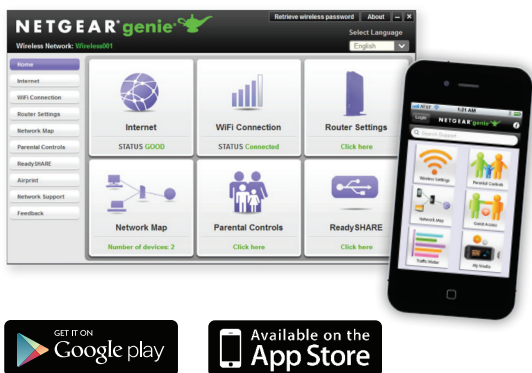 NETGEAR® genie®
Retrieve wireless password
About
Select Language
Wireless Network: Wireless001
English
Home
Internet
WiFi Connection
Router Settings
Network Map
Parental Controls
ReadySHARE
Airprint
Network Support
Feedback
Internet
STATUS GOOD
WiFi Connection
STATUS Connected
Router Settings
Click here
Network Map
Number of devices: 2
Parental Controls
Click here
ReadySHARE
Click here
AT&T
1:21 AM
Login
NETGEAR® genie®
Search Support
Wireless Settings
Parental Controls
Network Map
Guest Access
Traffic Meter
My Media
GET IT ON
Google play
Available on the
App Store